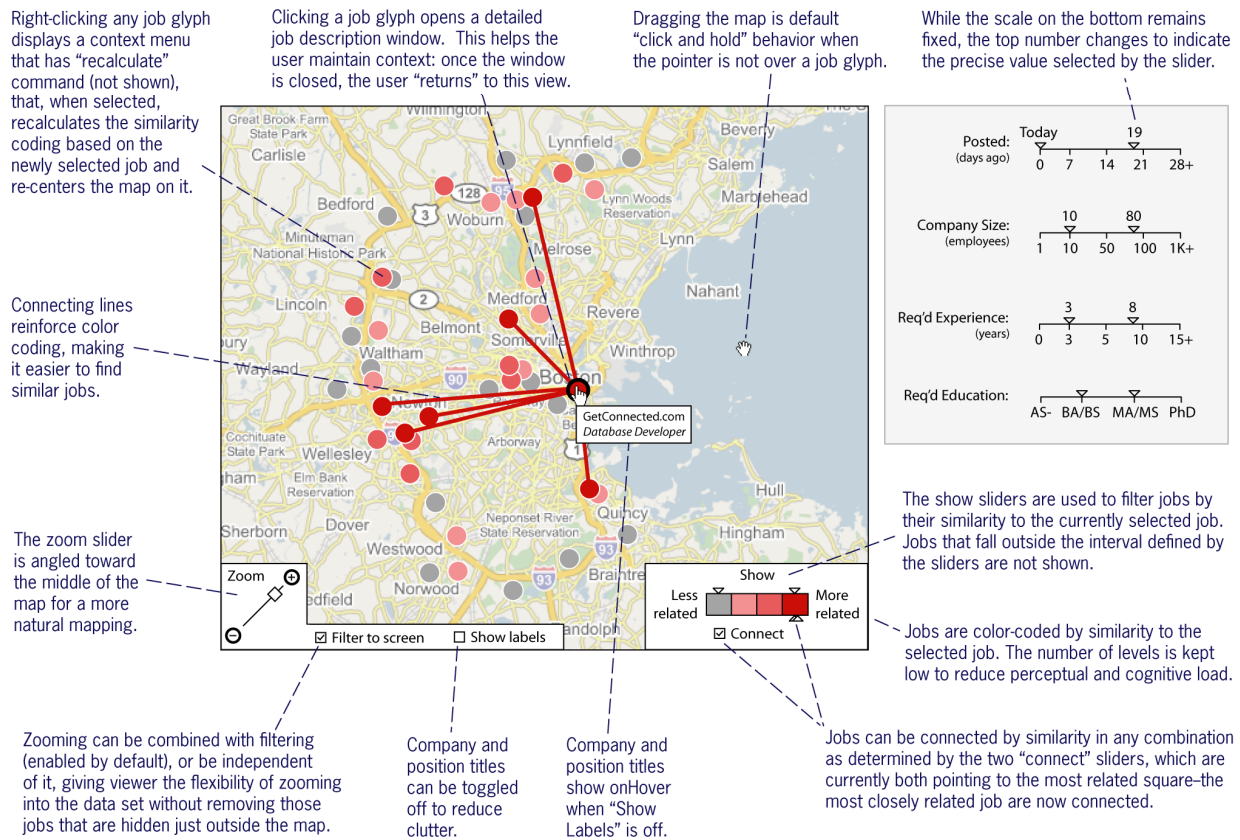 Right-clicking any job glyph
displays a context menu
that has “recalculate”
command (not shown),
that, when selected,
recalculates the similarity
coding based on the
newly selected job and
re-centers the map on it.
Clicking a job glyph opens a detailed
job description window.  This helps the
user maintain context: once the window
is closed, the user “returns” to this view.
Dragging the map is default
“click and hold” behavior when
the pointer is not over a job glyph.
While the scale on the bottom remains
fixed, the top number changes to indicate
the precise value selected by the slider.
Connecting lines
reinforce color
coding, making
it easier to find
similar jobs.
The zoom slider
is angled toward
the middle of the
map for a more
natural mapping.
Wilmington
Great Brook Farm
State Park
Carlisle
Lynnfield
Beverly
Salem
Marblehead
95
128
3
Bedford
Woburn
Lynn Woods
Reservation
Minuteman
National Historic Park
Melrose
Lynn
Nahant
Lincoln
2
Medford
Revere
Belmont
Somerville
Winthrop
bury
Waltham
Wayland
90
Boston
Newton
GetConnected.com
Database Developer
Cochituate
State Park
Arboretum
Wellesley
1
gham
Elm Bank
Reservation
Hull
Quincy
Dover
Neponset River
Reservation
Sherborn
Hingham
Westwood
93
93
Braintre
Norwood
edfield
andolph
Zoom
Filter to screen
Show labels
Show
Less
related
More
related
Connect
Posted:
(days ago)
Today
19
0 7 14 21 28+
Company Size:
(employees)
10 80
1 10 50 100 1K+
Req’d Experience:
(years)
3 8
0 3 5 10 15+
Req’d Education:
AS- BA/BS MA/MS PhD
The show sliders are used to filter jobs by
their similarity to the currently selected job.
Jobs that fall outside the interval defined by
the sliders are not shown.
Jobs are color-coded by similarity to the
selected job. The number of levels is kept
low to reduce perceptual and cognitive load.
Zooming can be combined with filtering
(enabled by default), or be independent
of it, giving viewer the flexibility of zooming
into the data set without removing those
jobs that are hidden just outside the map.
Company and
position titles
can be toggled
off to reduce
clutter.
Company and
position titles
show onHover
when “Show
Labels” is off.
Jobs can be connected by similarity in any combination
as determined by the two “connect” sliders, which are
currently both pointing to the most related square–the
most closely related job are now connected.